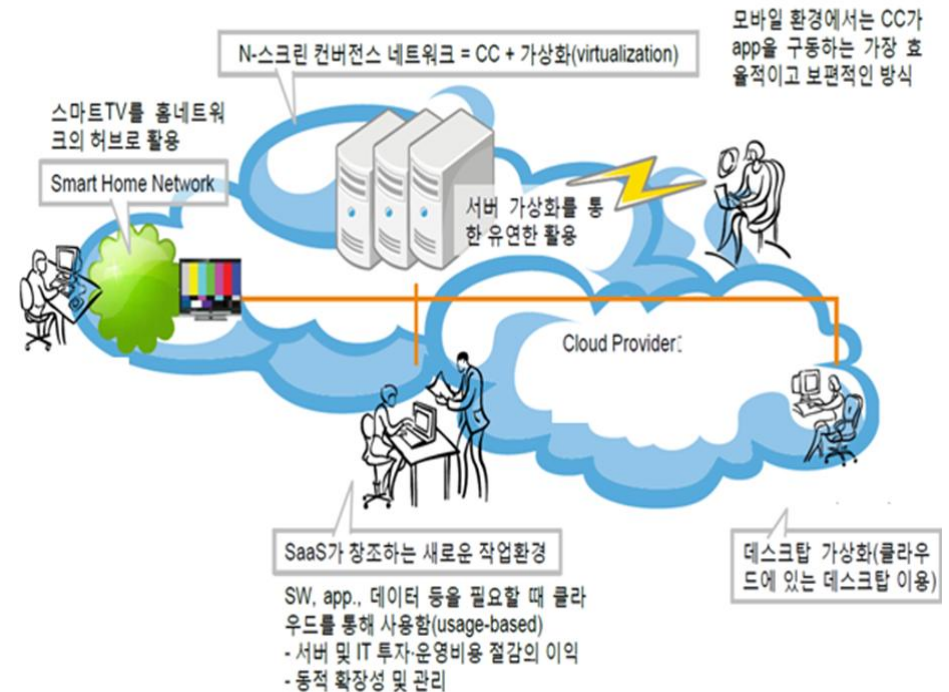 모바일 환경에서는 CC가
app을 구동하는 가장 효
율적이고 보편적인 방식
N-스크린 컨버전스 네트워크 = CC + 가상화(virtualization)
스마트TV를 홈네트워
크의 허브로 활용
Smart Home Network
서버 가상화를 통
한 유연한 활용
Cloud Provider
SaaS가 창조하는 새로운 작업환경
SW, app., 데이터 등을 필요할 때 클라
우드를 통해 사용함(usage-based)
- 서버 및 IT 투자·운영비용 절감의 이익
- 동적 확장성 및 관리
데스크탑 가상화(클라우
드에 있는 데스크탑 이용)